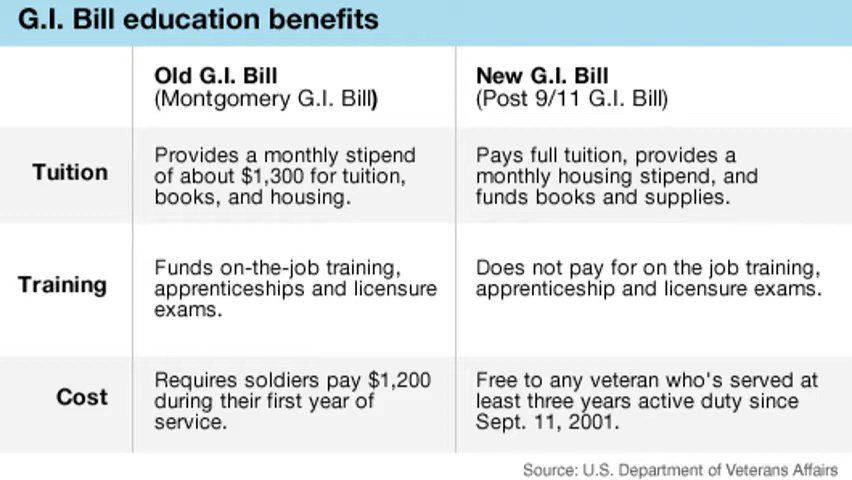 G.I. Bill education benefits
Old G.I. Bill
(Montgomery G.I. Bill)
New G.I. Bill
(Post 9/11 G.I. Bill)
Tuition
Provides a monthly stipend
of about $1,300 for tuition,
books, and housing.
Pays full tuition, provides a
monthly housing stipend, and
funds books and supplies.
Training
Funds on-the-job training,
apprenticeships and licensure
exams.
Does not pay for on the job training,
apprenticeship and licensure exams.
Cost
Requires soldiers pay $1,200
during their first year of
service.
Free to any veteran who's served at
least three years active duty since
Sept. 11, 2001.
Source: U.S. Department of Veterans Affairs